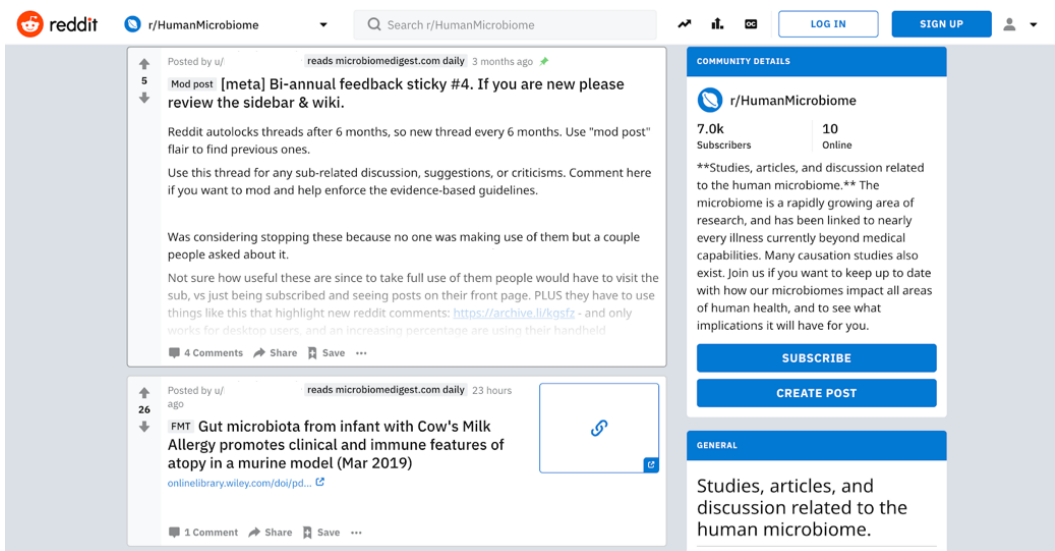 reddit
r/HumanMicrobiome
Search r/HumanMicrobiome
LOG IN
SIGN UP
Posted by u/ reads microbiomedigest.com daily 3 months ago
5
Mod post [meta] Bi-annual feedback sticky #4. If you are new please
review the sidebar & wiki.
Reddit autolocks threads after 6 months, so new thread every 6 months. Use "mod post"
flair to find previous ones.
Use this thread for any sub-related discussion, suggestions, or criticisms. Comment here
if you want to mod and help enforce the evidence-based guidelines.
Was considering stopping these because no one was making use of them but a couple
people asked about it.
Not sure how useful these are since to take full use of them people would have to visit the
sub, vs just being subscribed and seeing posts on their front page. PLUS they have to use
things like this that highlight new reddit comments: https://archive.li/kgsfz - and only
works for desktop users, and an increasing percentage are using their handheld
4 Comments Share Save ...
Posted by u/ reads microbiomedigest.com daily 23 hours
ago
26
FMT Gut microbiota from infant with Cow's Milk
Allergy promotes clinical and immune features of
atopy in a murine model (Mar 2019)
onlinelibrary.wiley.com/doi/pd...
1 Comment Share Save ...
COMMUNITY DETAILS
r/HumanMicrobiome
7.0k 10
Subscribers Online
**Studies, articles, and discussion related
to the human microbiome.** The
microbiome is a rapidly growing area of
research, and has been linked to nearly
every illness currently beyond medical
capabilities. Many causation studies also
exist. Join us if you want to keep up to date
with how our microbiomes impact all areas
of human health, and to see what
implications it will have for you.
SUBSCRIBE
CREATE POST
GENERAL
Studies, articles, and
discussion related to the
human microbiome.